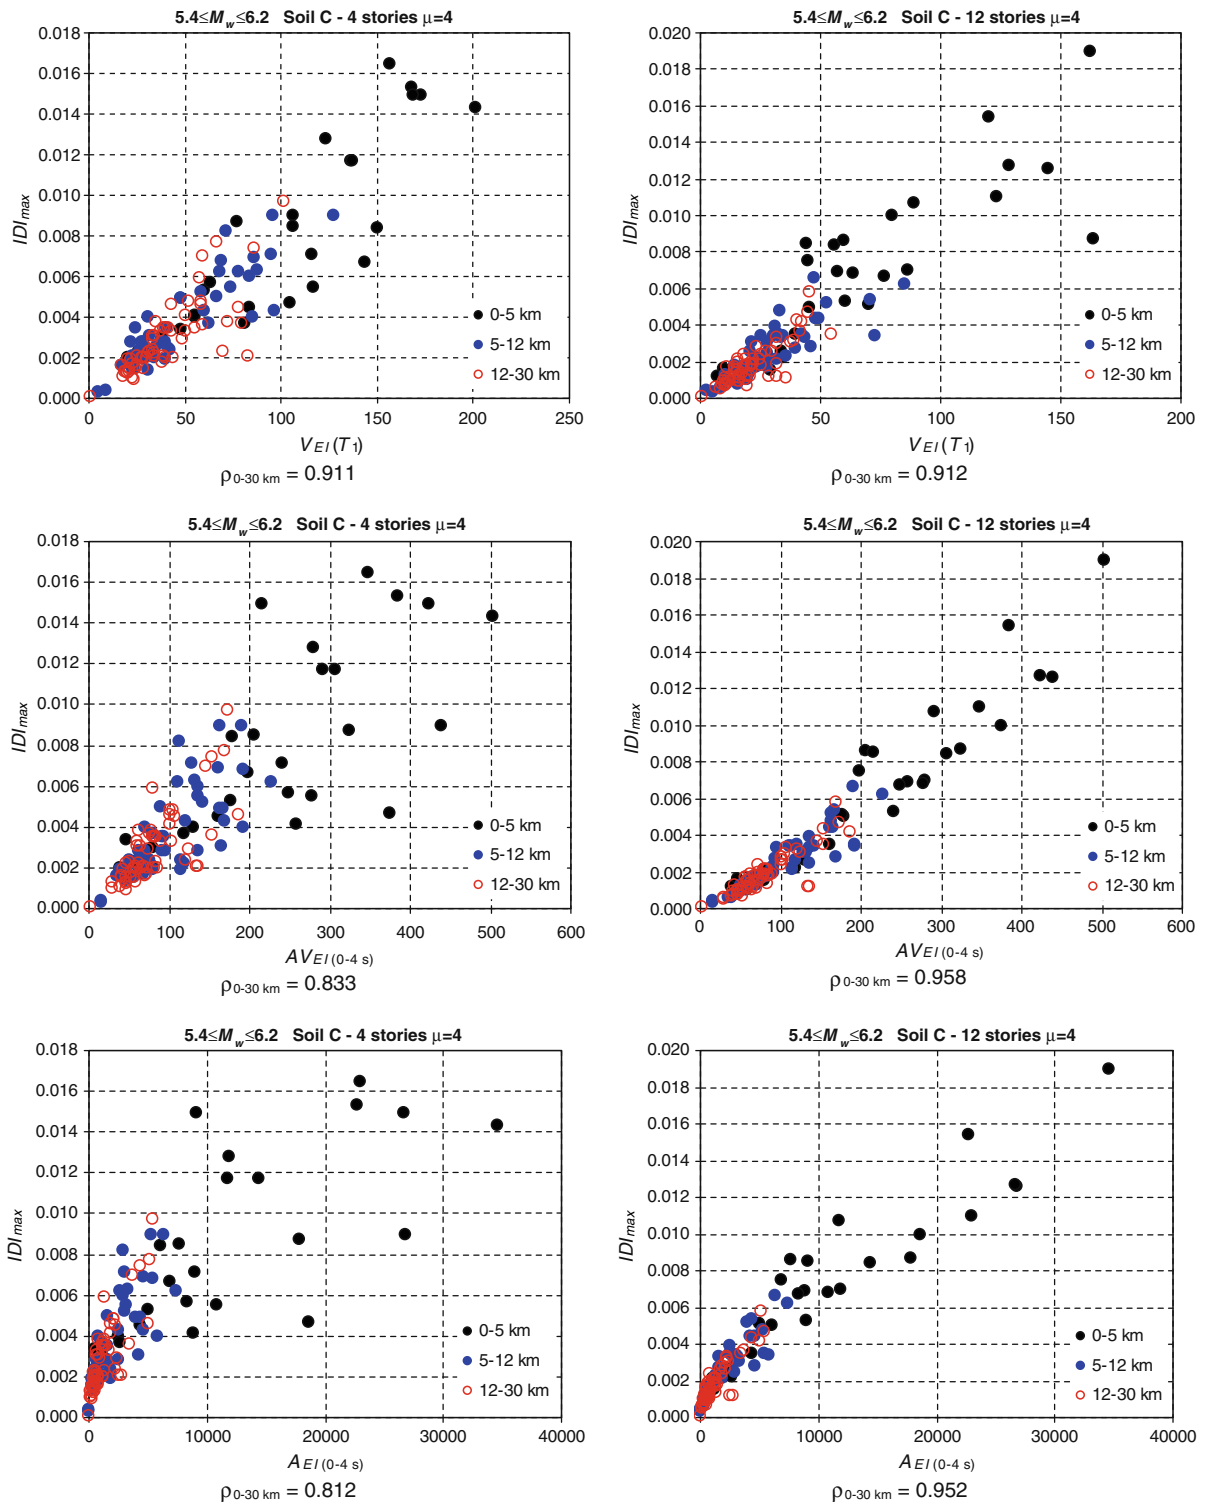 5.4≤Mw≤6.2 Soil C - 4 stories μ=4
0.018
0.016
0.014
0.012
0.010
0.008
0.006
0.004
0.002
0.000
IDImax
0-5 km
5-12 km
12-30 km
0 50 100 150 200 250
VEI (T1)
ρ0-30 km = 0.911
5.4≤Mw≤6.2 Soil C - 12 stories μ=4
0.020
0.018
0.016
0.014
0.012
0.010
0.008
0.006
0.004
0.002
0.000
IDImax
0-5 km
5-12 km
12-30 km
0 50 100 150 200
VEI (T1)
ρ0-30 km = 0.912
5.4≤Mw≤6.2 Soil C - 4 stories μ=4
0.018
0.016
0.014
0.012
0.010
0.008
0.006
0.004
0.002
0.000
IDImax
0-5 km
5-12 km
12-30 km
0 100 200 300 400 500 600
AVEI (0-4 s)
ρ0-30 km = 0.833
5.4≤Mw≤6.2 Soil C - 12 stories μ=4
0.020
0.018
0.016
0.014
0.012
0.010
0.008
0.006
0.004
0.002
0.000
IDImax
0-5 km
5-12 km
12-30 km
0 100 200 300 400 500 600
AVEI (0-4 s)
ρ0-30 km = 0.958
5.4≤Mw≤6.2 Soil C - 4 stories μ=4
0.018
0.016
0.014
0.012
0.010
0.008
0.006
0.004
0.002
0.000
IDImax
0-5 km
5-12 km
12-30 km
0 10000 20000 30000 40000
AEI (0-4 s)
ρ0-30 km = 0.812
5.4≤Mw≤6.2 Soil C - 12 stories μ=4
0.020
0.018
0.016
0.014
0.012
0.010
0.008
0.006
0.004
0.002
0.000
IDImax
0-5 km
5-12 km
12-30 km
0 10000 20000 30000 40000
AEI (0-4 s)
ρ0-30 km = 0.952